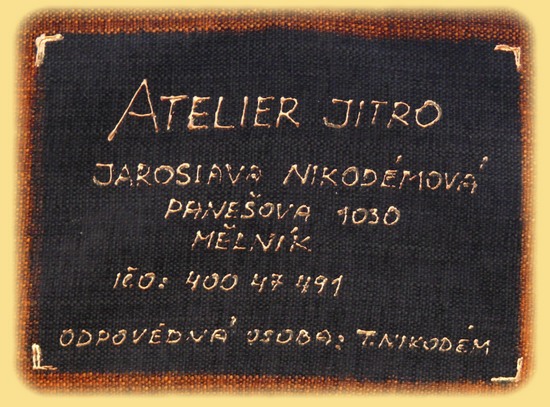 ATELIER JITRO
JAROSLAVA NIKODÉMOVÁ
PANEŠOVA 1030
MĚLNÍK
IČO: 400 47 491
ODPOVĚDNÁ OSOBA: T.NIKODÉM